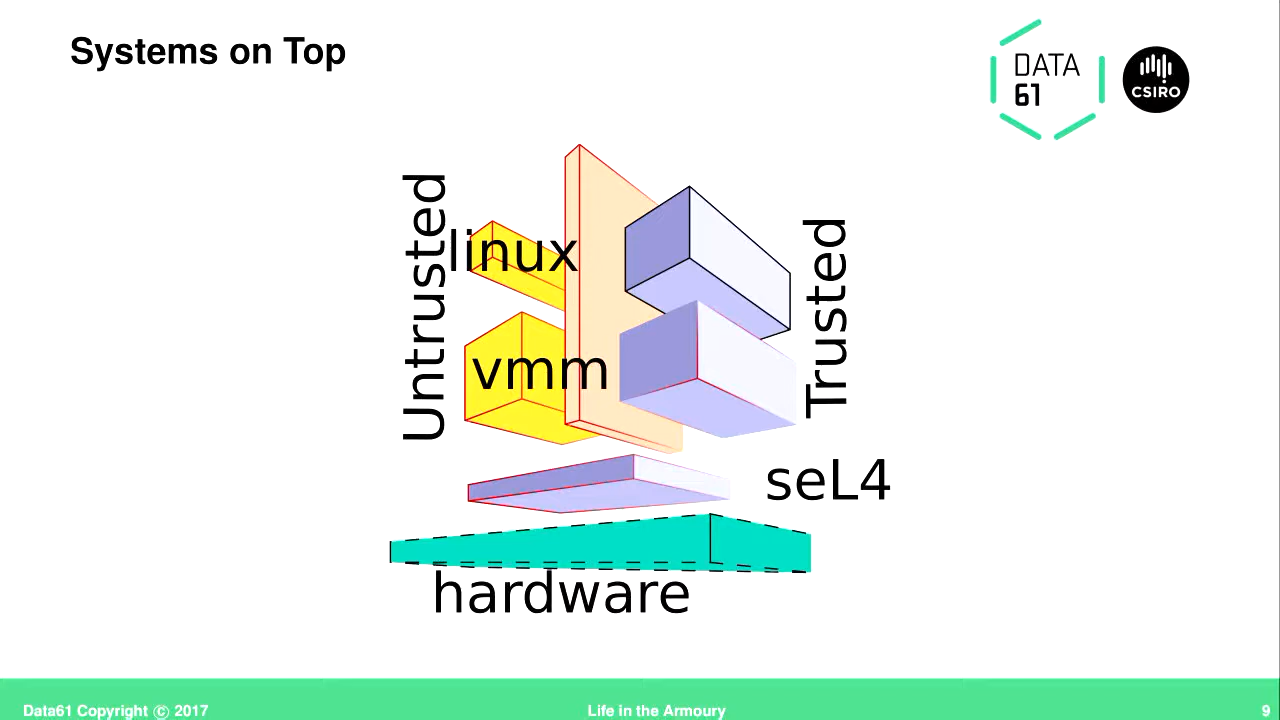 Systems on Top
DATA
61
CSIRO
Untrusted
linux
vmm
Trusted
seL4
hardware
Data61 Copyright © 2017
Life in the Armoury
9